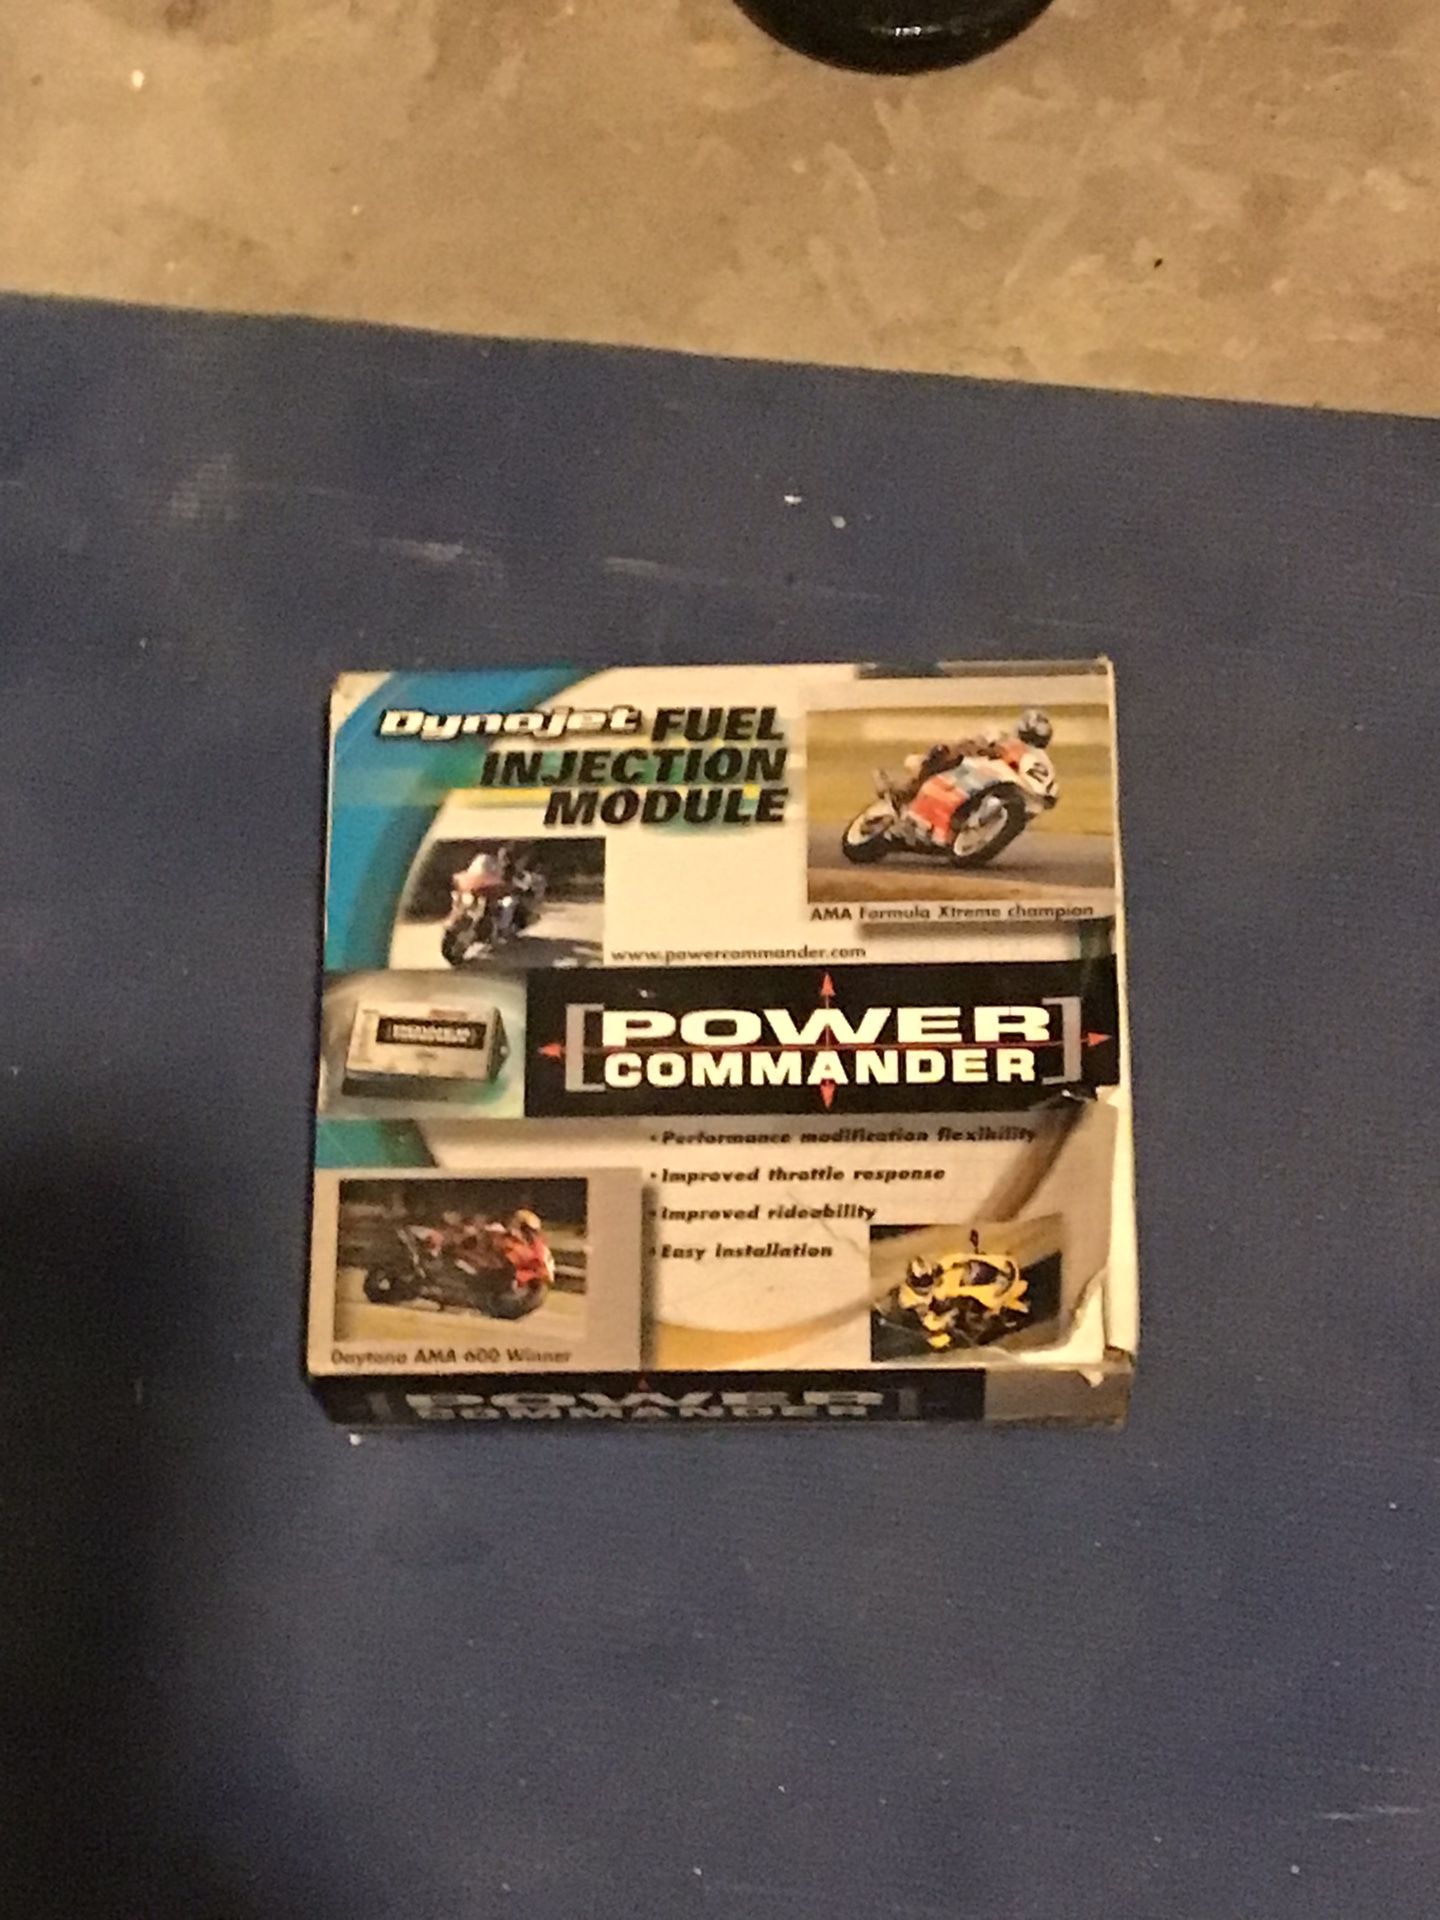 Dynojet FUEL
INJECTION
MODULE
AMA Formula Xtreme champion
www.powercommander.com
POWER
COMMANDER
• Performance modification flexibility
• Improved throttle response
• Improved rideability
• Easy installation
Daytona AMA 600 Winner
POWER
COMMANDER